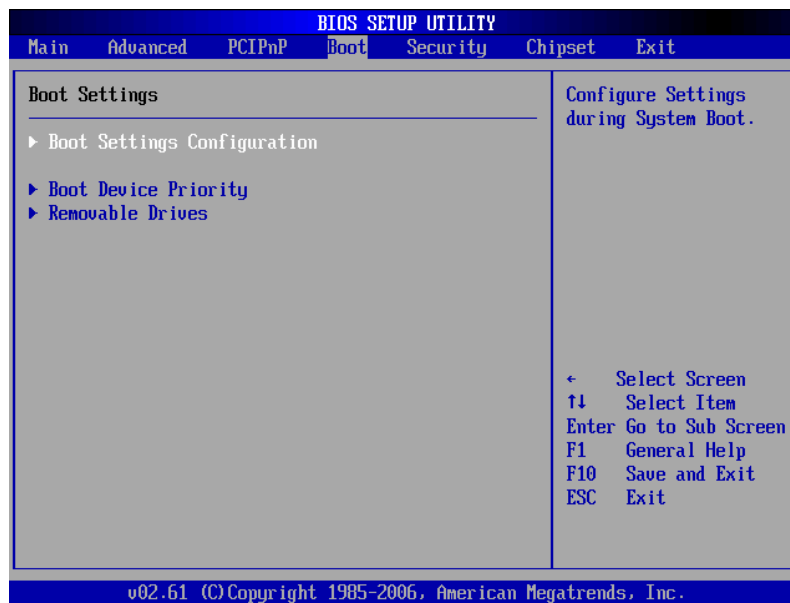 BIOS SETUP UTILITY
Main Advanced PCIPnP Boot Security Chipset Exit
Boot Settings
▶ Boot Settings Configuration
▶ Boot Device Priority
▶ Removable Drives
Configure Settings
during System Boot.
← Select Screen
↑↓ Select Item
Enter Go to Sub Screen
F1 General Help
F10 Save and Exit
ESC Exit
v02.61 (C)Copyright 1985-2006, American Megatrends, Inc.